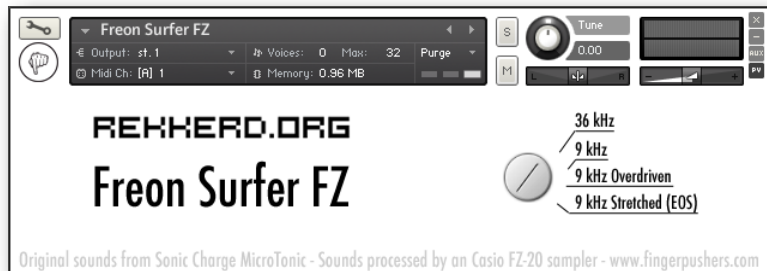 Freon Surfer FZ
Output: st.1 Voices: 0 Max: 32 Purge
Midi Ch: [A] 1 Memory: 0.96 MB
S
M
Tune
0.00
L R
- +
×
-
AUX
PV
REKKERD.ORG
Freon Surfer FZ
36 kHz
9 kHz
9 kHz Overdriven
9 kHz Stretched (EOS)
Original sounds from Sonic Charge MicroTonic - Sounds processed by an Casio FZ-20 sampler - www.fingerpushers.com